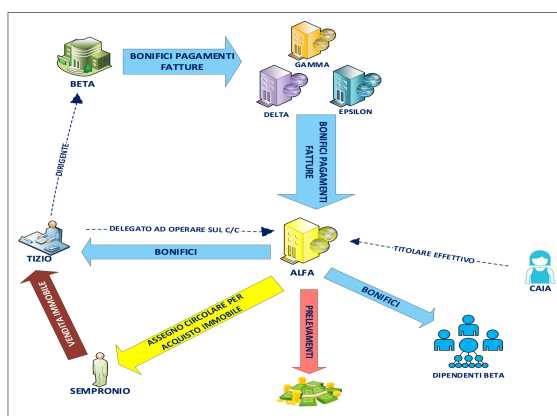 BETA
BONIFICI PAGAMENTI
FATTURE
GAMMA
DELTA
EPSILON
BONIFICI PAGAMENTI
FATTURE
DIRIGENTE
TIZIO
DELEGATO AD OPERARE SUL C/C
BONIFICI
ALFA
TITOLARE EFFETTIVO
CAIA
VENDITA IMMOBILE
ASSEGNO CIRCOLARE PER
ACQUISTO IMMOBILE
PRELEVAMENTI
BONIFICI
SEMPRONIO
DIPENDENTI BETA